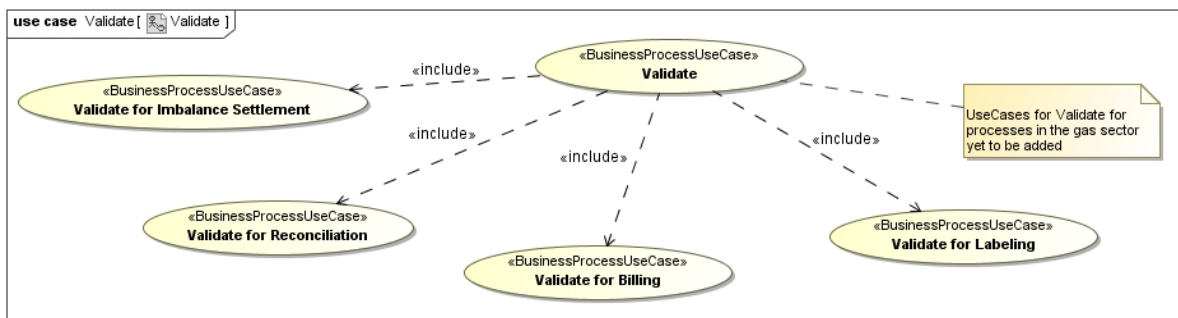 use case Validate [ Validate ]
«BusinessProcessUseCase»
Validate
«include»
«BusinessProcessUseCase»
Validate for Imbalance Settlement
UseCases for Validate for
processes in the gas sector
yet to be added
«include»
«include»
«include»
«BusinessProcessUseCase»
Validate for Reconciliation
«BusinessProcessUseCase»
Validate for Billing
«BusinessProcessUseCase»
Validate for Labeling